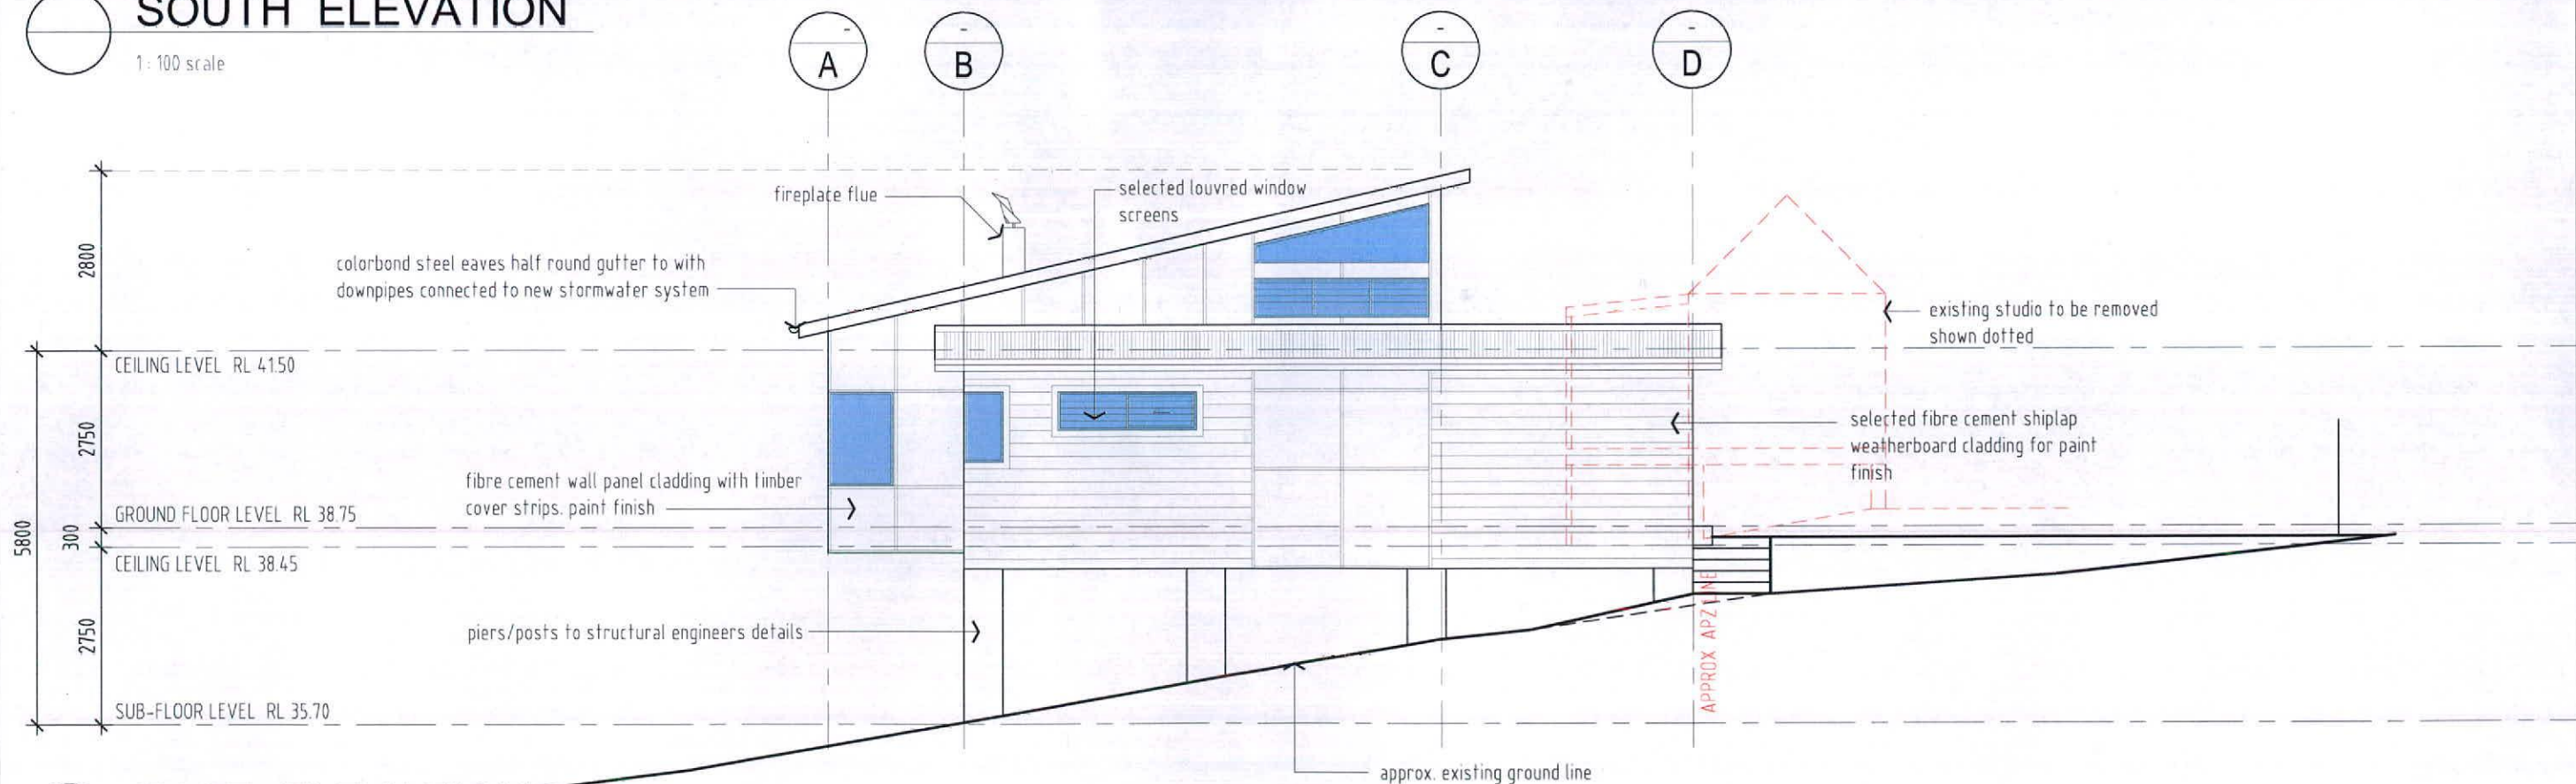 SOUTH ELEVATION
1 : 100 scale
A
B
C
D
fireplace flue
selected louvred window
screens
colorbond steel eaves half round gutter to with
downpipes connected to new stormwater system
existing studio to be removed
shown dotted
2800
CEILING LEVEL RL 41.50
2750
selected fibre cement shiplap
weatherboard cladding for paint
finish
fibre cement wall panel cladding with timber
cover strips. paint finish
GROUND FLOOR LEVEL RL 38.75
5800
300
CEILING LEVEL RL 38.45
2750
piers/posts to structural engineers details
APPROX APZ LINE
SUB-FLOOR LEVEL RL 35.70
approx. existing ground line